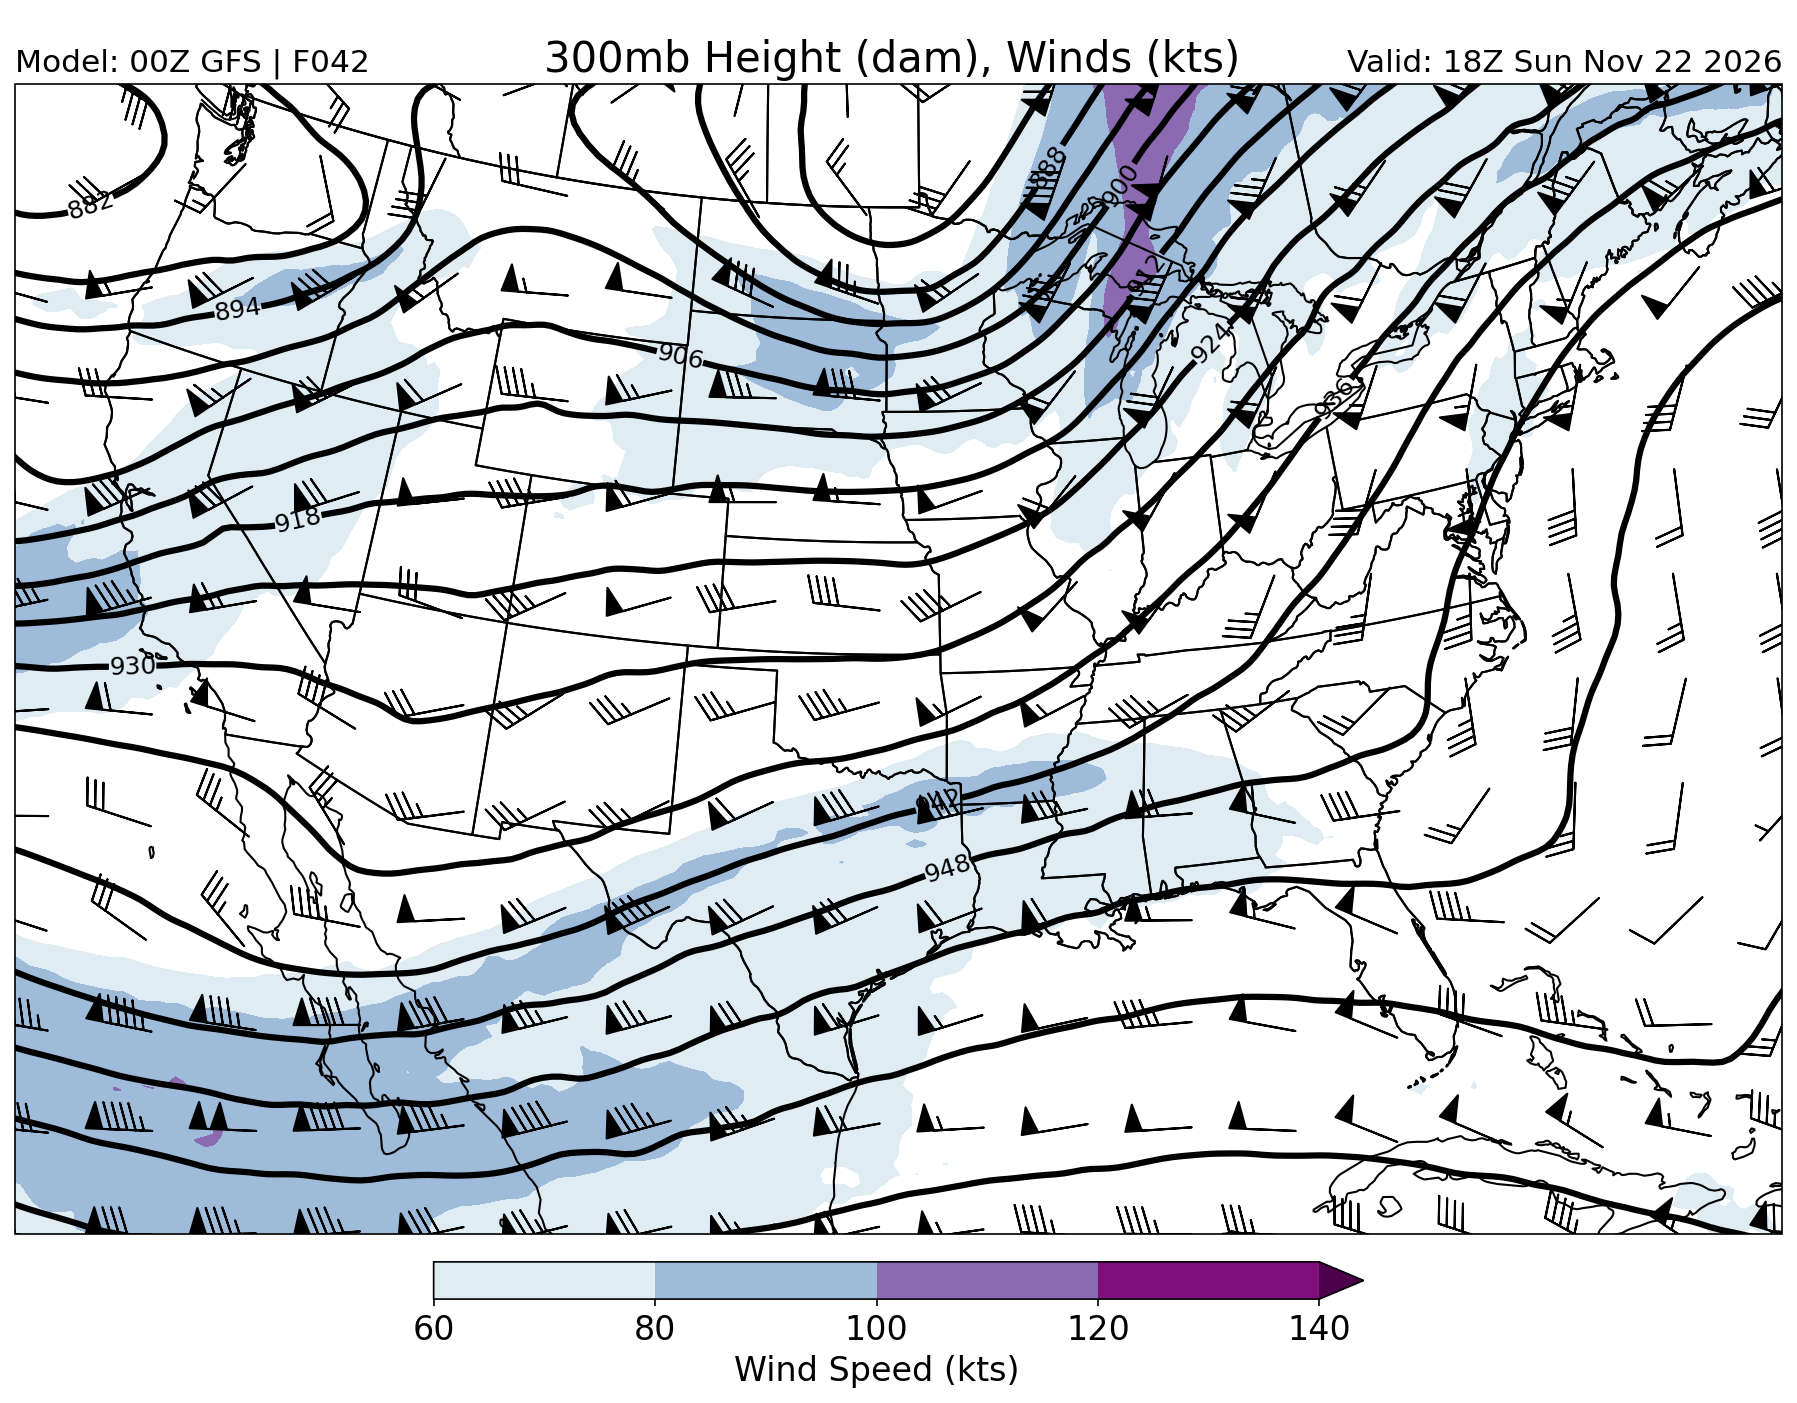 Model: 00Z GFS | F042
300mb Height (dam), Winds (kts)
Valid: 18Z Sun Nov 22 2026
882
888
900
912
894
906
924
936
918
930
942
948
60 80 100 120 140
Wind Speed (kts)